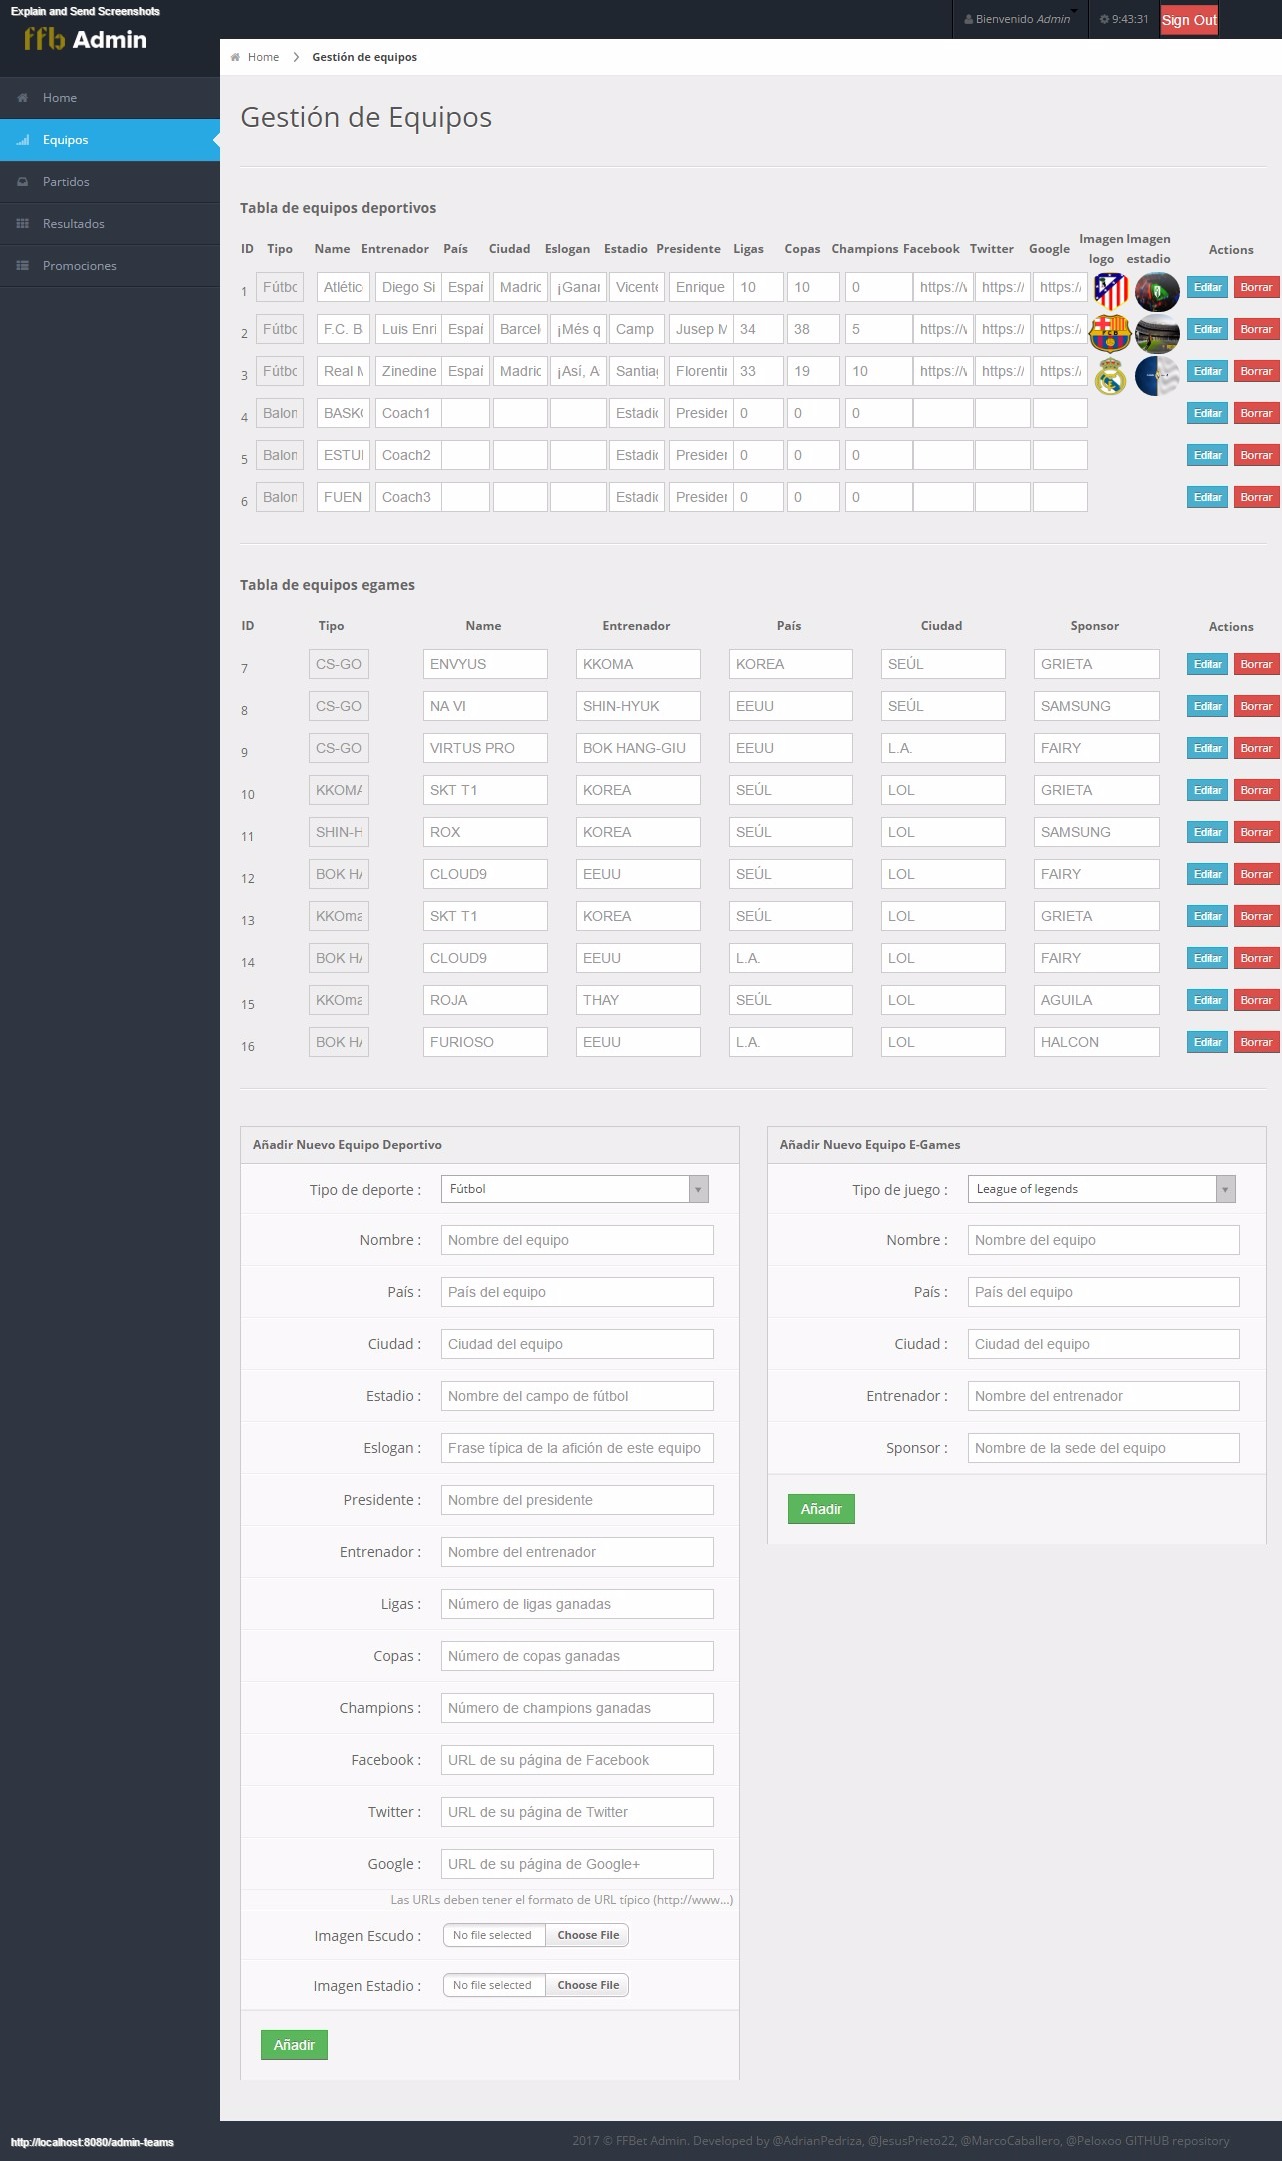 Explain and Send Screenshots
ffb Admin
Bienvenido Admin
9:43:31
Sign Out
Home
Gestión de equipos
Home
Equipos
Partidos
Resultados
Promociones
Gestión de Equipos
Tabla de equipos deportivos
ID Tipo Name Entrenador País Ciudad Eslogan Estadio Presidente Ligas Copas Champions Facebook Twitter Google Imagen logo Imagen estadio Actions
1 Fútbo Atlétic Diego Si Espaí Madric ¡Ganar Vicente Enrique 10 10 0 https://v https:/ https:/ Editar Borrar
2 Fútbo F.C. B Luis Enri Espaí Barcel ¡Més q Camp Jusep M 34 38 5 https://v https:/ https:/ Editar Borrar
3 Fútbo Real M Zinedine Espaí Madric ¡Así, A Santia Florentin 33 19 10 https://v https:/ https:/ Editar Borrar
4 Balon BASK Coach1 Estadio Presider 0 0 0 Editar Borrar
5 Balon ESTUI Coach2 Estadio Presider 0 0 0 Editar Borrar
6 Balon FUEN Coach3 Estadio Presider 0 0 0 Editar Borrar
Tabla de equipos egames
ID Tipo Name Entrenador País Ciudad Sponsor Actions
7 CS-GO ENVYUS KKOMA KOREA SEÚL GRIETA Editar Borrar
8 CS-GO NA VI SHIN-HYUK EEUU SEÚL SAMSUNG Editar Borrar
9 CS-GO VIRTUS PRO BOK HANG-GIU EEUU L.A. FAIRY Editar Borrar
10 KKOMA SKT T1 KOREA SEÚL LOL GRIETA Editar Borrar
11 SHIN-H ROX KOREA SEÚL LOL SAMSUNG Editar Borrar
12 BOK HA CLOUD9 EEUU SEÚL LOL FAIRY Editar Borrar
13 KKOma SKT T1 KOREA SEÚL LOL GRIETA Editar Borrar
14 BOK HA CLOUD9 EEUU L.A. LOL FAIRY Editar Borrar
15 KKOma ROJA THAY SEÚL LOL AGUILA Editar Borrar
16 BOK HA FURIOSO EEUU L.A. LOL HALCON Editar Borrar
Añadir Nuevo Equipo Deportivo
Tipo de deporte : Fútbol
Nombre : Nombre del equipo
País : País del equipo
Ciudad : Ciudad del equipo
Estadio : Nombre del campo de fútbol
Eslogan : Frase típica de la afición de este equipo
Presidente : Nombre del presidente
Entrenador : Nombre del entrenador
Ligas : Número de ligas ganadas
Copas : Número de copas ganadas
Champions : Número de champions ganadas
Facebook : URL de su página de Facebook
Twitter : URL de su página de Twitter
Google : URL de su página de Google+
Las URLs deben tener el formato de URL típico (http://www...)
Imagen Escudo : No file selected Choose File
Imagen Estadio : No file selected Choose File
Añadir
Añadir Nuevo Equipo E-Games
Tipo de juego : League of legends
Nombre : Nombre del equipo
País : País del equipo
Ciudad : Ciudad del equipo
Entrenador : Nombre del entrenador
Sponsor : Nombre de la sede del equipo
Añadir
http://localhost:8080/admin-teams
2017 © FFBet Admin. Developed by @AdrianPedriza, @JesusPrieto22, @MarcoCaballero, @Peloxoo GITHUB repository